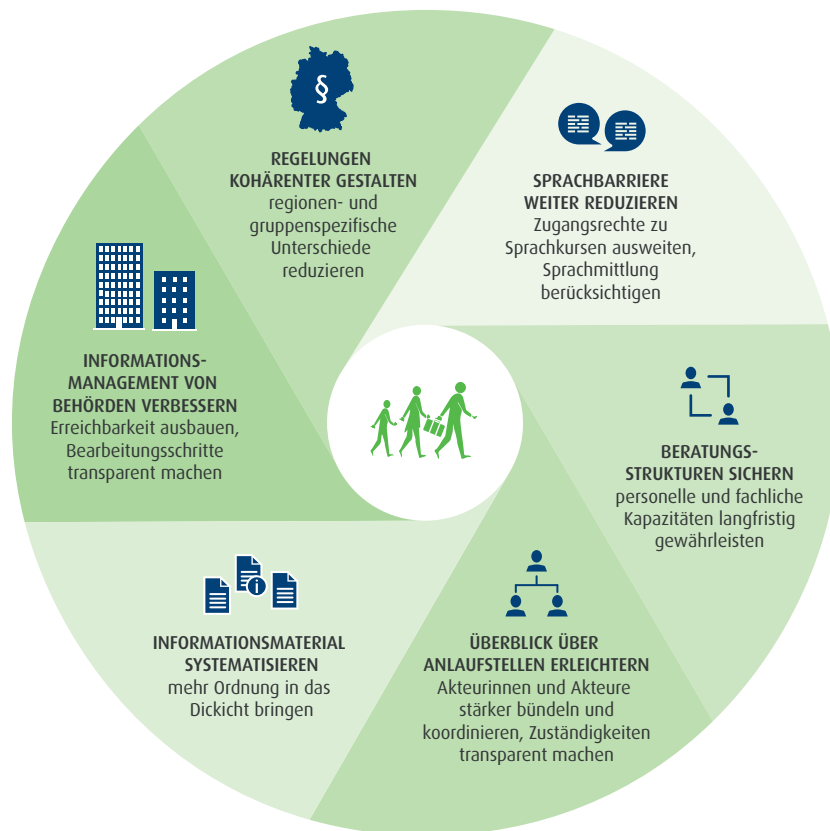 §
REGELUNGEN
KOHÄRENTER GESTALTEN
regionen- und
gruppenspezifische
Unterschiede
reduzieren
SPRACHBARRIERE
WEITER REDUZIEREN
Zugangsrechte zu
Sprachkursen ausweiten,
Sprachmittlung
berücksichtigen
BERATUNGS-
STRUKTUREN SICHERN
personelle und fachliche
Kapazitäten langfristig
gewährleisten
ÜBERBLICK ÜBER
ANLAUFSTELLEN ERLEICHTERN
Akteurinnen und Akteure
stärker bündeln und
koordinieren, Zuständigkeiten
transparent machen
INFORMATIONSMATERIAL
SYSTEMATISIEREN
mehr Ordnung in das
Dickicht bringen
INFORMATIONS-
MANAGEMENT VON
BEHÖRDEN VERBESSERN
Erreichbarkeit ausbauen,
Bearbeitungsschritte
transparent machen